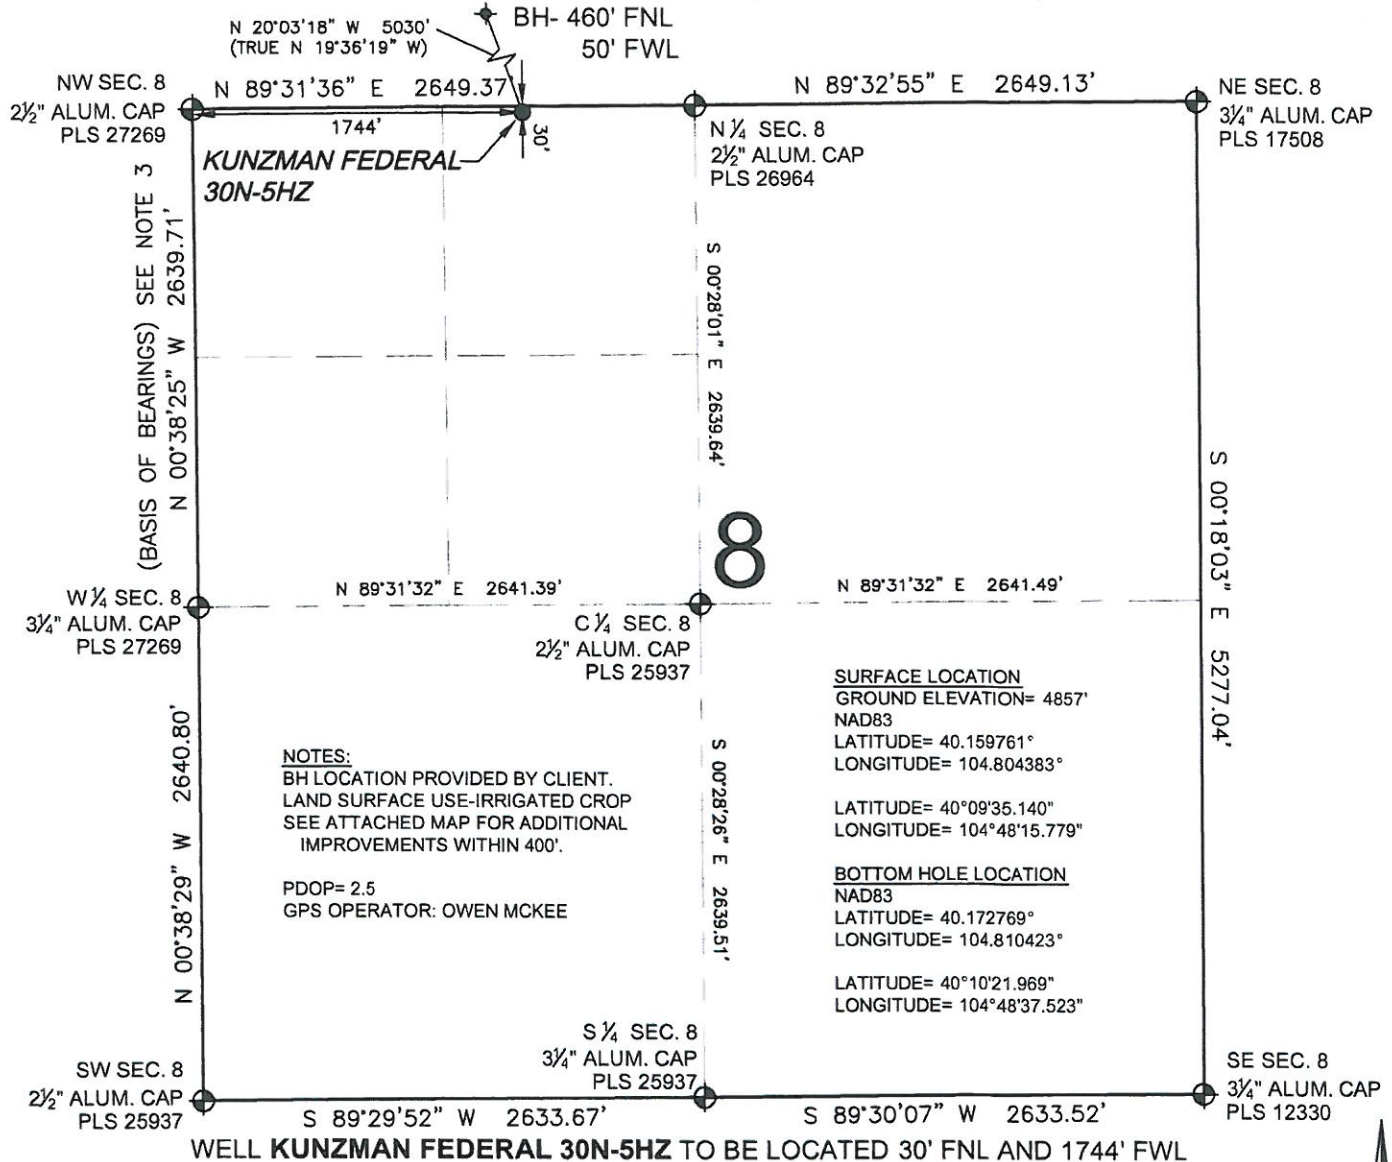 N 20°03'18" W 5030'
(TRUE N 19°36'19" W)
BH- 460' FNL
50' FWL
NW SEC. 8
2½" ALUM. CAP
PLS 27269
N 89°31'36" E 2649.37'
N 89°32'55" E 2649.13'
NE SEC. 8
3¼" ALUM. CAP
PLS 17508
1744'
30'
KUNZMAN FEDERAL
30N-5HZ
N ¼ SEC. 8
2½" ALUM. CAP
PLS 26964
(BASIS OF BEARINGS) SEE NOTE 3
N 00°38'25" W 2639.71'
S 00°28'01" E 2639.64'
8
S 00°18'03" E 5277.04'
W ¼ SEC. 8
3¼" ALUM. CAP
PLS 27269
N 89°31'32" E 2641.39'
N 89°31'32" E 2641.49'
C ¼ SEC. 8
2½" ALUM. CAP
PLS 25937
N 00°38'29" W 2640.80'
NOTES:
BH LOCATION PROVIDED BY CLIENT.
LAND SURFACE USE-IRRIGATED CROP
SEE ATTACHED MAP FOR ADDITIONAL
IMPROVEMENTS WITHIN 400'.
PDOP= 2.5
GPS OPERATOR: OWEN MCKEE
S 00°28'26" E 2639.51'
SURFACE LOCATION
GROUND ELEVATION= 4857'
NAD83
LATITUDE= 40.159761°
LONGITUDE= 104.804383°
LATITUDE= 40°09'35.140"
LONGITUDE= 104°48'15.779"
BOTTOM HOLE LOCATION
NAD83
LATITUDE= 40.172769°
LONGITUDE= 104.810423°
LATITUDE= 40°10'21.969"
LONGITUDE= 104°48'37.523"
SW SEC. 8
2½" ALUM. CAP
PLS 25937
S ¼ SEC. 8
3¼" ALUM. CAP
PLS 25937
SE SEC. 8
3¼" ALUM. CAP
PLS 12330
S 89°29'52" W 2633.67'
S 89°30'07" W 2633.52'
WELL KUNZMAN FEDERAL 30N-5HZ TO BE LOCATED 30' FNL AND 1744' FWL